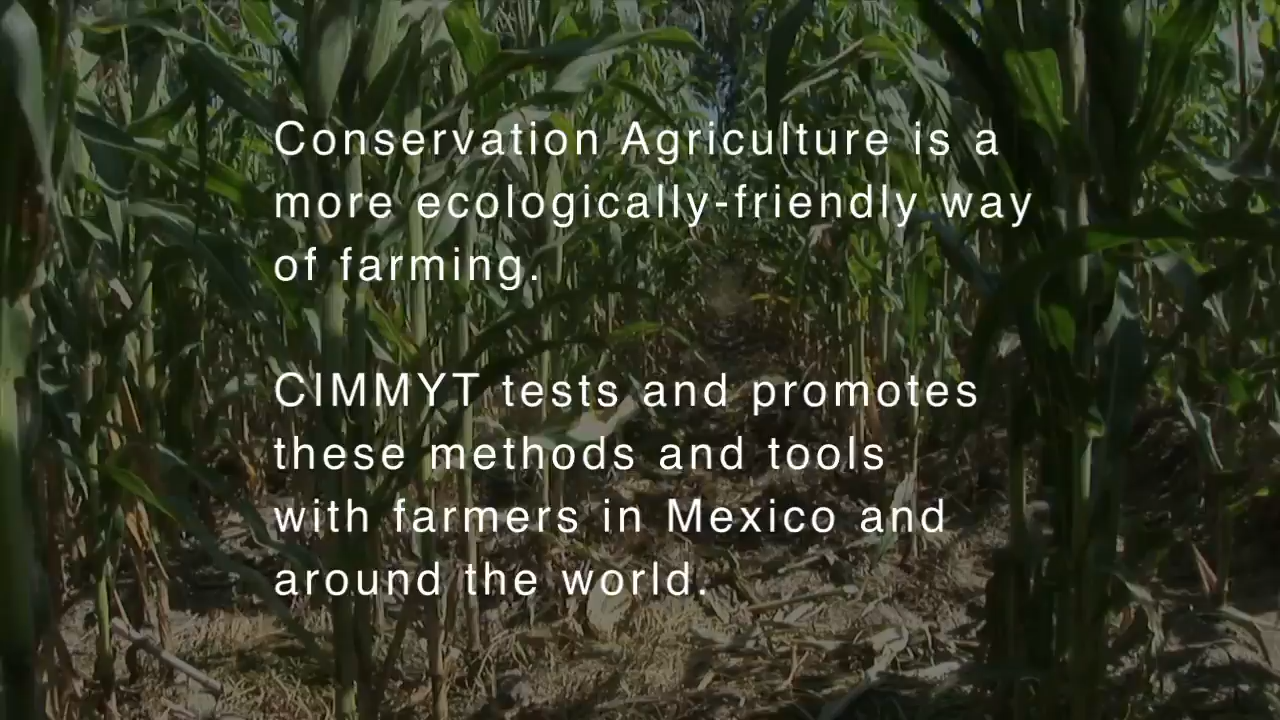 Conservation Agriculture is a
more ecologically-friendly way
of farming.
CIMMYT tests and promotes
these methods and tools
with farmers in Mexico and
around the world.